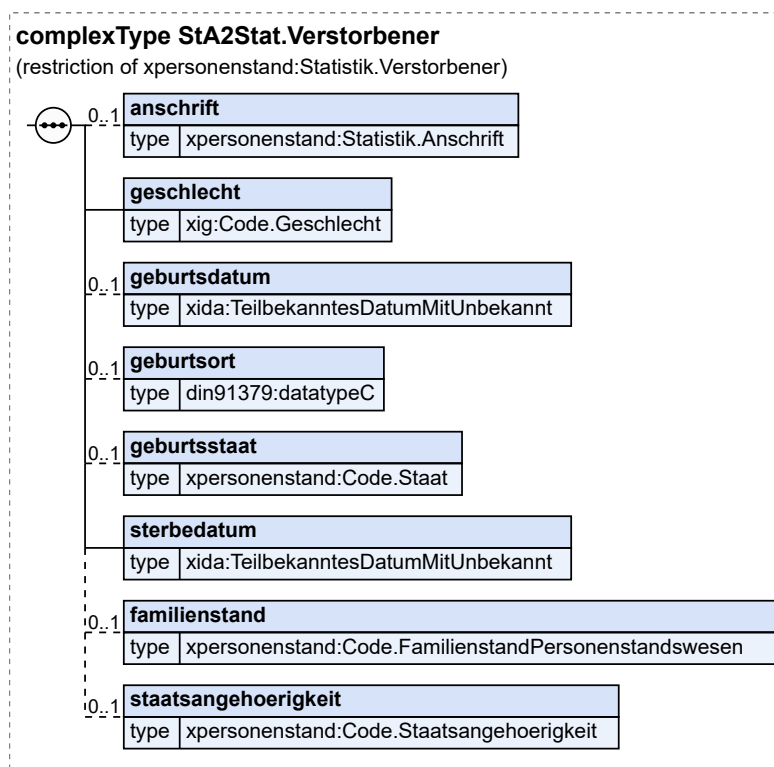 complexType StA2Stat.Verstorbener
(restriction of xpersonenstand:Statistik.Verstorbener)
0..1 anschrift
type xpersonenstand:Statistik.Anschrift
geschlecht
type xig:Code.Geschlecht
0..1 geburtsdatum
type xida:TeilbekanntesDatumMitUnbekannt
0..1 geburtsort
type din91379:datatypeC
0..1 geburtsstaat
type xpersonenstand:Code.Staat
sterbedatum
type xida:TeilbekanntesDatumMitUnbekannt
0..1 familienstand
type xpersonenstand:Code.FamilienstandPersonenstandswesen
0..1 staatsangehoerigkeit
type xpersonenstand:Code.Staatsangehoerigkeit